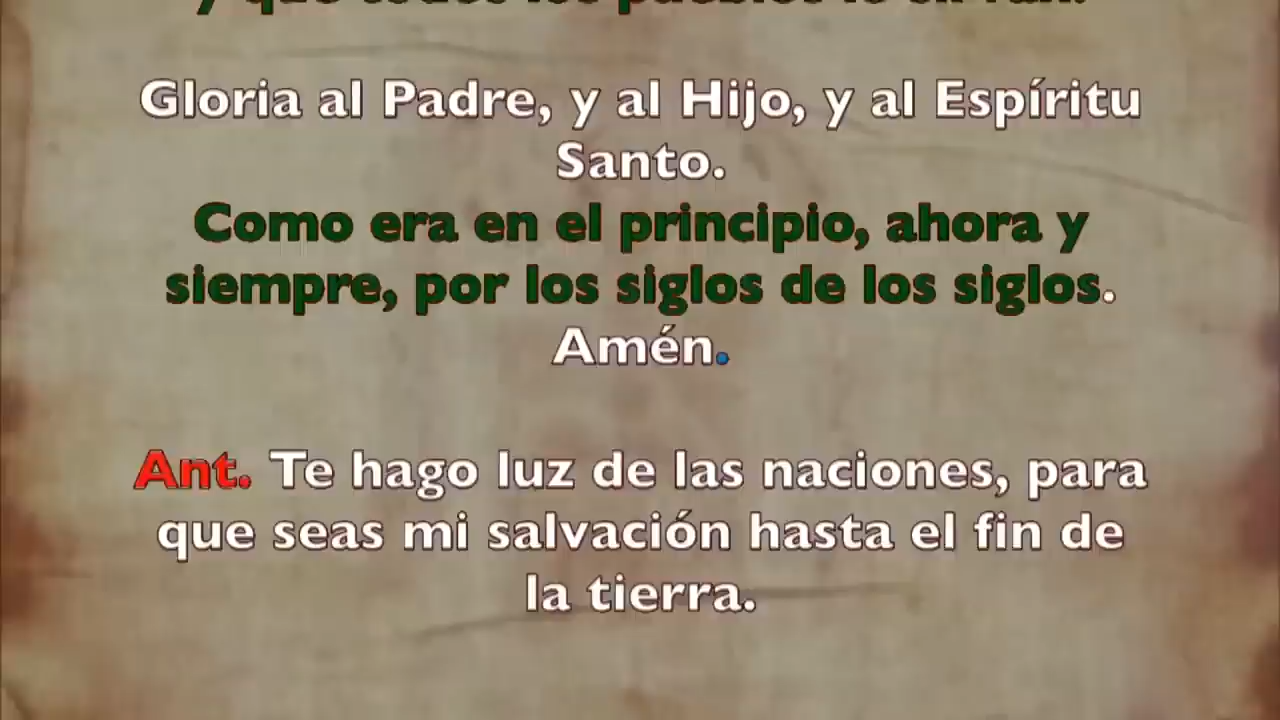 y que todos los pueblos le sirvan.
Gloria al Padre, y al Hijo, y al Espíritu
Santo.
Como era en el principio, ahora y
siempre, por los siglos de los siglos.
Amén.
Ant. Te hago luz de las naciones, para
que seas mi salvación hasta el fin de
la tierra.